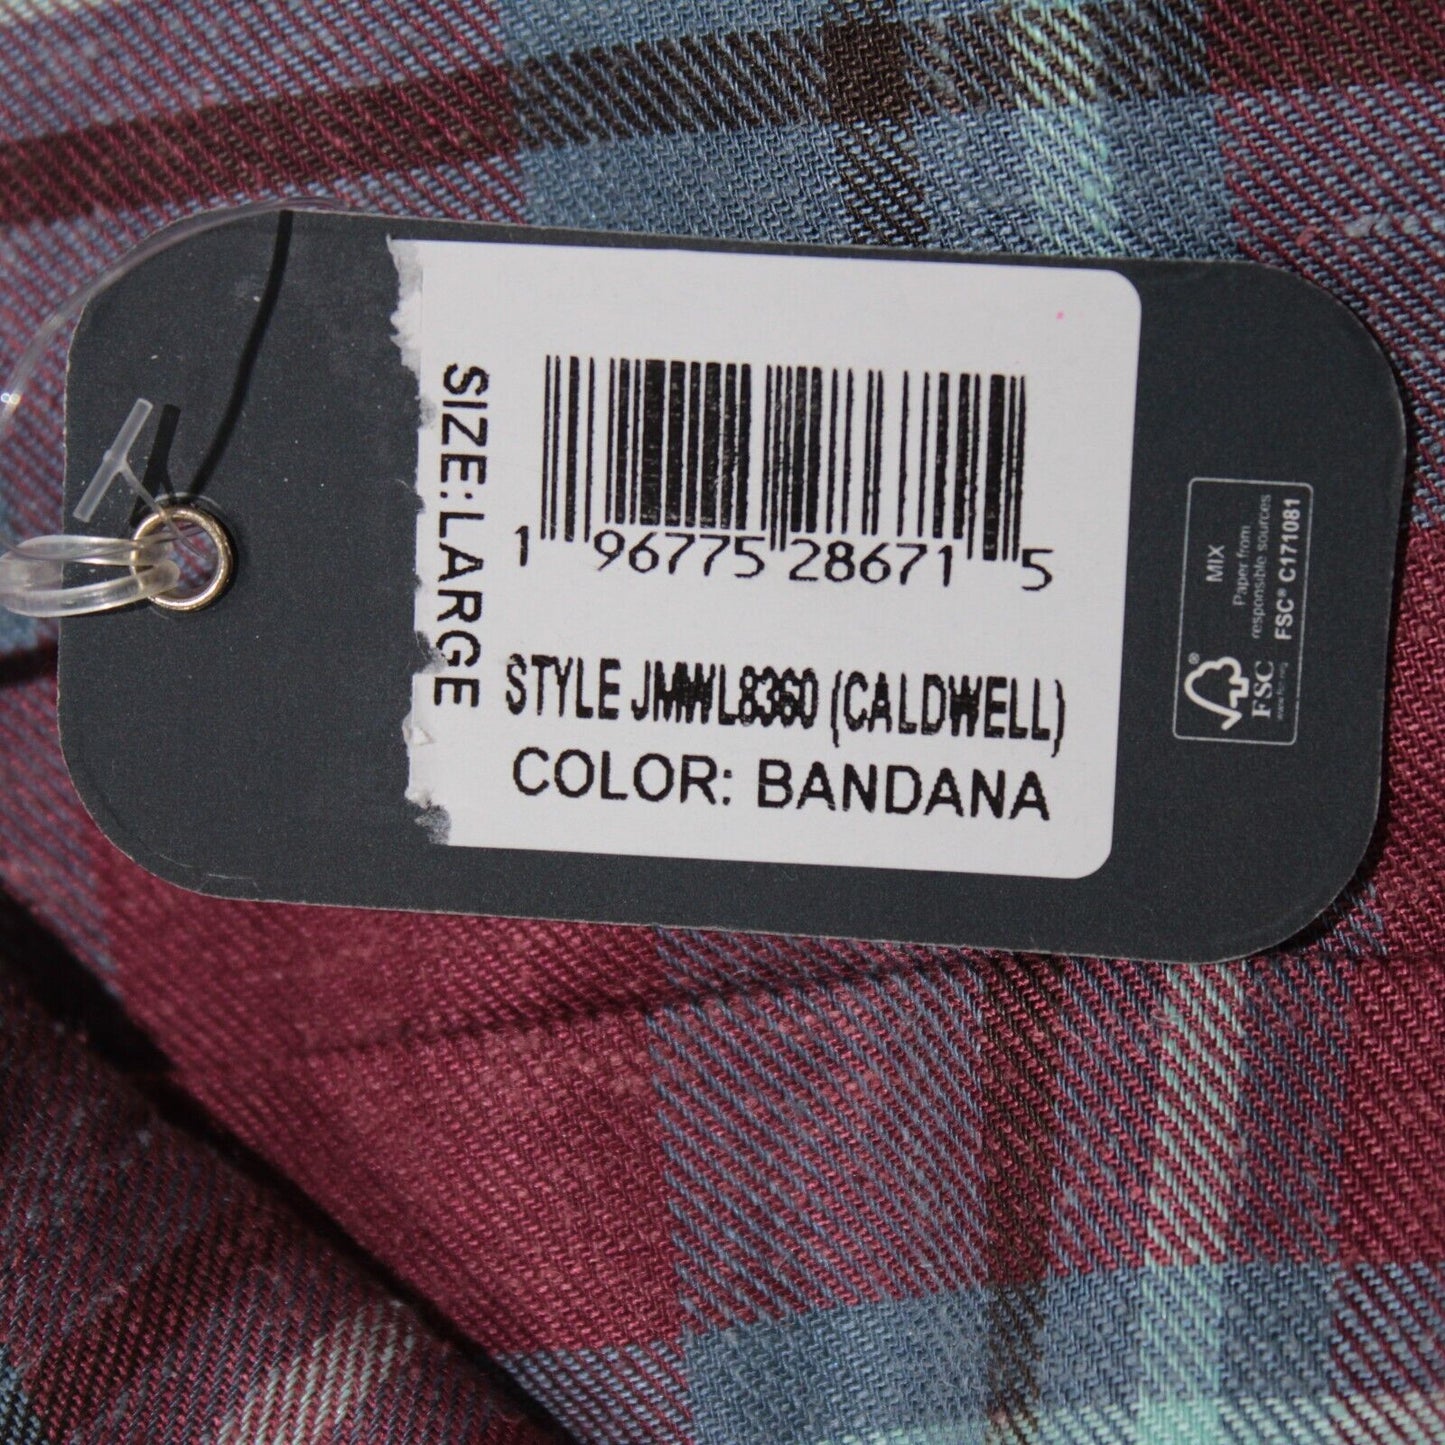 SIZE: LARGE
1 96775 28671 5
STYLE JMWL8360 (CALDWELL)
COLOR: BANDANA
MIX
Paper from
responsible sources
FSC® C171081
®
FSC